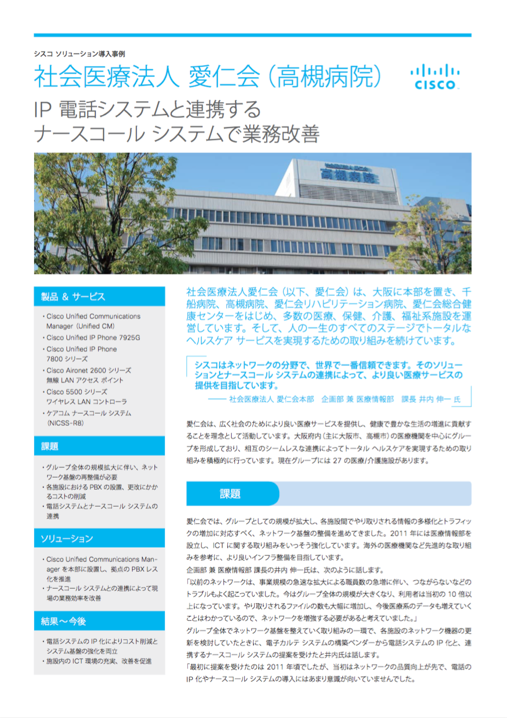 シスコ ソリューション導入事例
社会医療法人 愛仁会（高槻病院）
CISCO
IP 電話システムと連携する
ナースコール システムで業務改善
高槻病院
製品 & サービス
・Cisco Unified Communications
Manager (Unified CM)
・Cisco Unified IP Phone 7925G
・Cisco Unified IP Phone
7800 シリーズ
・Cisco Aironet 2600 シリーズ
無線 LAN アクセス ポイント
・Cisco 5500 シリーズ
ワイヤレス LAN コントローラ
・ケアコム ナースコール システム
（NICSS-R8）
課題
・グループ全体の規模拡大に伴い、ネット
ワーク基盤の再整備が必要
・各施設における PBX の設置、更改にかか
るコストの削減
・電話システムとナースコール システムの
連携
ソリューション
・Cisco Unified Communications Man-
ager を本部に設置し、拠点の PBX レス
化を推進
・ナースコール システムとの連携によって現
場の業務効率を改善
結果～今後
・電話システムの IP 化によりコスト削減と
システム基盤の強化を両立
・施設内の ICT 環境の充実、改善を促進
社会医療法人愛仁会（以下、愛仁会）は、大阪に本部を置き、千
船病院、高槻病院、愛仁会リハビリテーション病院、愛仁会総合健
康センターをはじめ、多数の医療、保健、介護、福祉系施設を運
営しています。そして、人の一生のすべてのステージでトータルな
ヘルスケア サービスを実現するための取り組みを続けています。
シスコはネットワークの分野で、世界で一番信頼できます。そのソリュー
ションとナースコール システムの連携によって、より良い医療サービスの
提供を目指しています。
―― 社会医療法人 愛仁会本部 企画部 兼 医療情報部 課長 井内 伸一 氏
愛仁会は、広く社会のためにより良い医療サービスを提供し、健康で豊かな生活の増進に貢献す
ることを理念として活動しています。大阪府内（主に大阪市、高槻市）の医療機関を中心にグルー
プを形成しており、相互のシームレスな連携によってトータル ヘルスケアを実現するための取り
組みを積極的に行っています。現在グループには 27 の医療/介護施設があります。
課題
愛仁会では、グループとしての規模が拡大し、各施設間でやり取りされる情報の多様化とトラフィッ
クの増加に対応すべく、ネットワーク基盤の整備を進めてきました。2011 年には医療情報部を
設立し、ICT に関する取り組みをいっそう強化しています。海外の医療機関など先進的な取り組
みを参考に、より良いインフラ整備を目指しています。
企画部 兼 医療情報部 課長の井内 伸一氏は、次のように話します。
「以前のネットワークは、事業規模の急速な拡大による職員数の急増に伴い、つながらないなどの
トラブルもよく起こっていました。今はグループ全体の規模が大きくなり、利用者は当初の 10 倍以
上になっています。やり取りされるファイルの数も大幅に増加し、今後医療系のデータも増えていく
ことはわかっているので、ネットワークを増強する必要があると考えていました。」
グループ全体でネットワーク基盤を整えていく取り組みの一環で、各施設のネットワーク機器の更
新を検討していたときに、電子カルテ システムの構築ベンダーから電話システムの IP 化と、連
携するナースコール システムの提案を受けたと井内氏は話します。
「最初に提案を受けたのは 2011 年頃でしたが、当初はネットワークの品質向上が先で、電話の
IP 化やナースコール システムの導入にはあまり意識が向いていませんでした。